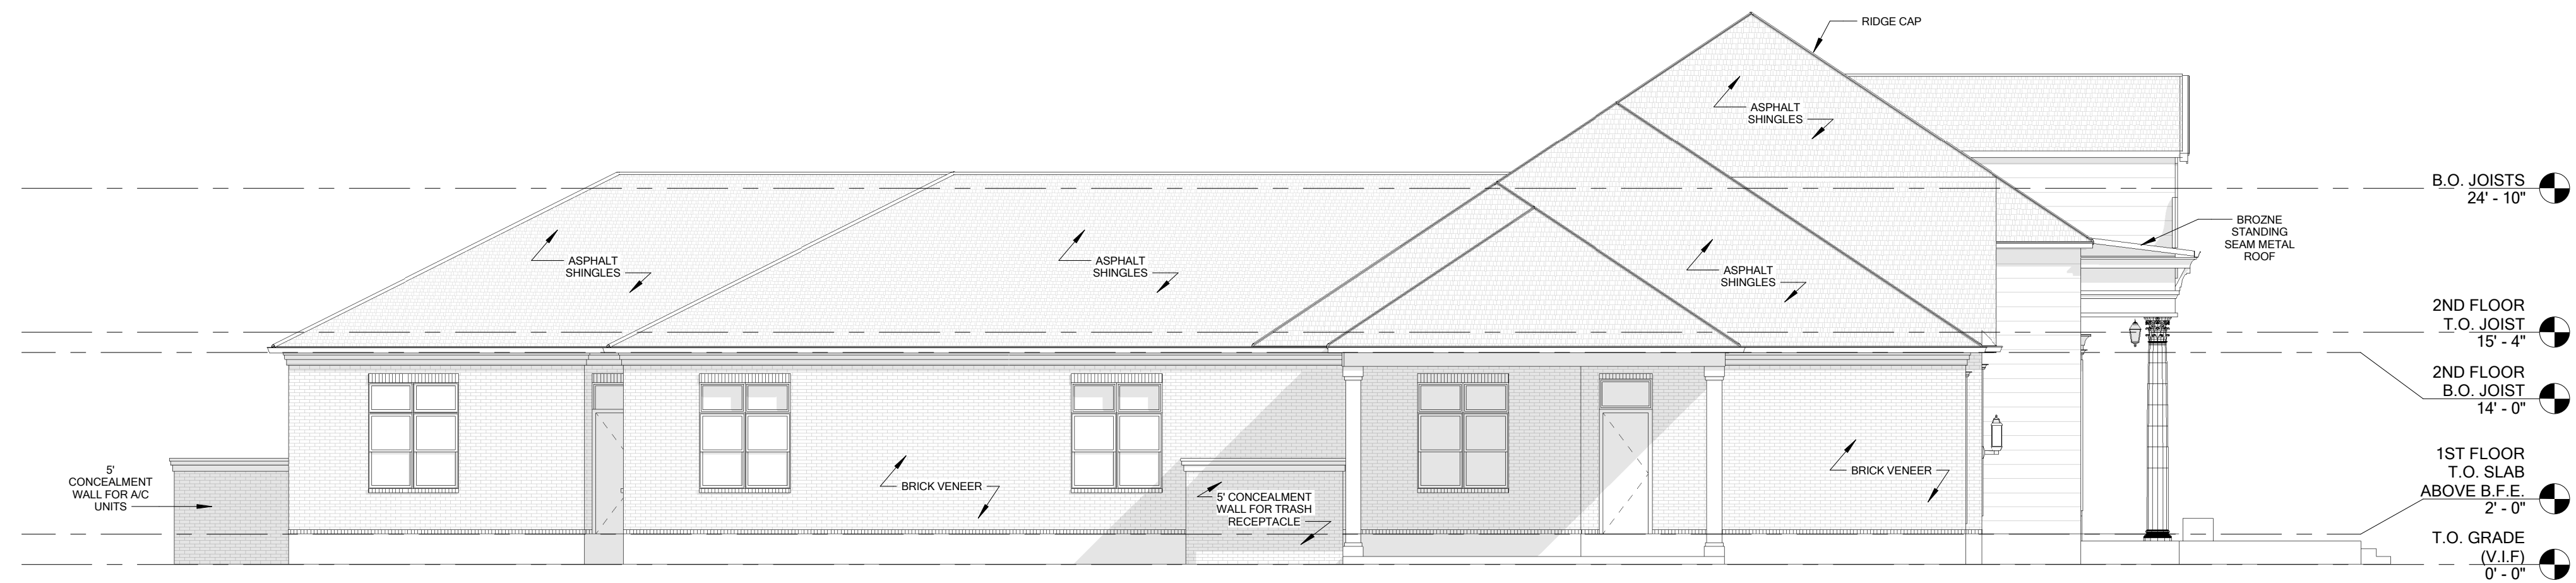 RIDGE CAP
ASPHALT
SHINGLES
B.O. JOISTS
24' - 10"
BROZNE
STANDING
SEAM METAL
ROOF
ASPHALT
SHINGLES
ASPHALT
SHINGLES
ASPHALT
SHINGLES
2ND FLOOR
T.O. JOIST
15' - 4"
2ND FLOOR
B.O. JOIST
14' - 0"
5'
CONCEALMENT
WALL FOR A/C
UNITS
BRICK VENEER
5' CONCEALMENT
WALL FOR TRASH
RECEPTACLE
BRICK VENEER
1ST FLOOR
T.O. SLAB
ABOVE B.F.E.
2' - 0"
T.O. GRADE
(V.I.F)
0' - 0"